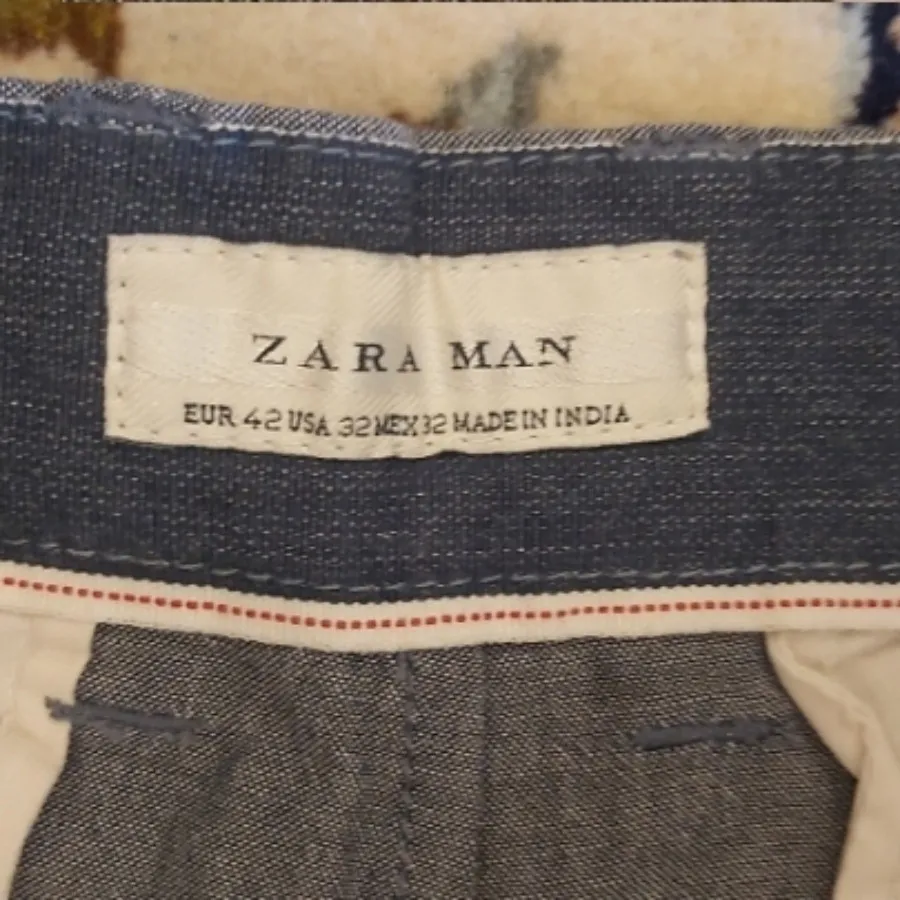 ZARA MAN
EUR 42 USA 32 MEX 32 MADE IN INDIA